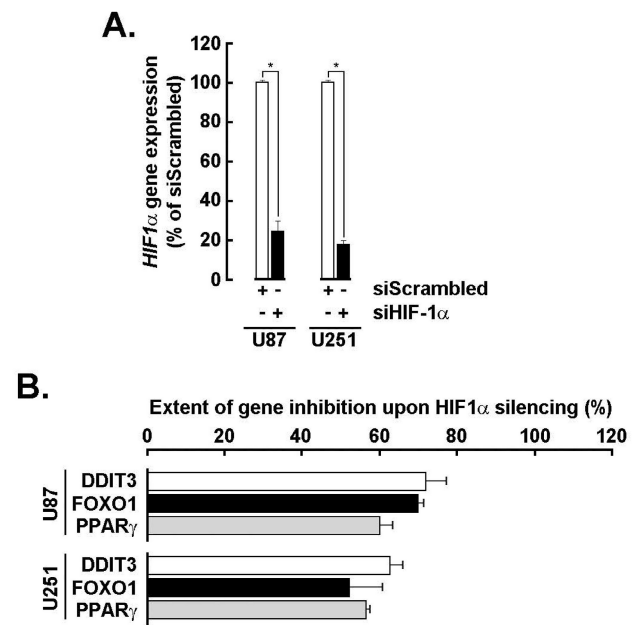 A.
HIF1α gene expression
(% of siScrambled)
120
100
80
60
40
20
0
* *
+ - + - siScrambled
- + - + siHIF-1α
U87 U251
B.
Extent of gene inhibition upon HIF1α silencing (%)
0 20 40 60 80 100 120
U87
DDIT3
FOXO1
PPARγ
U251
DDIT3
FOXO1
PPARγ